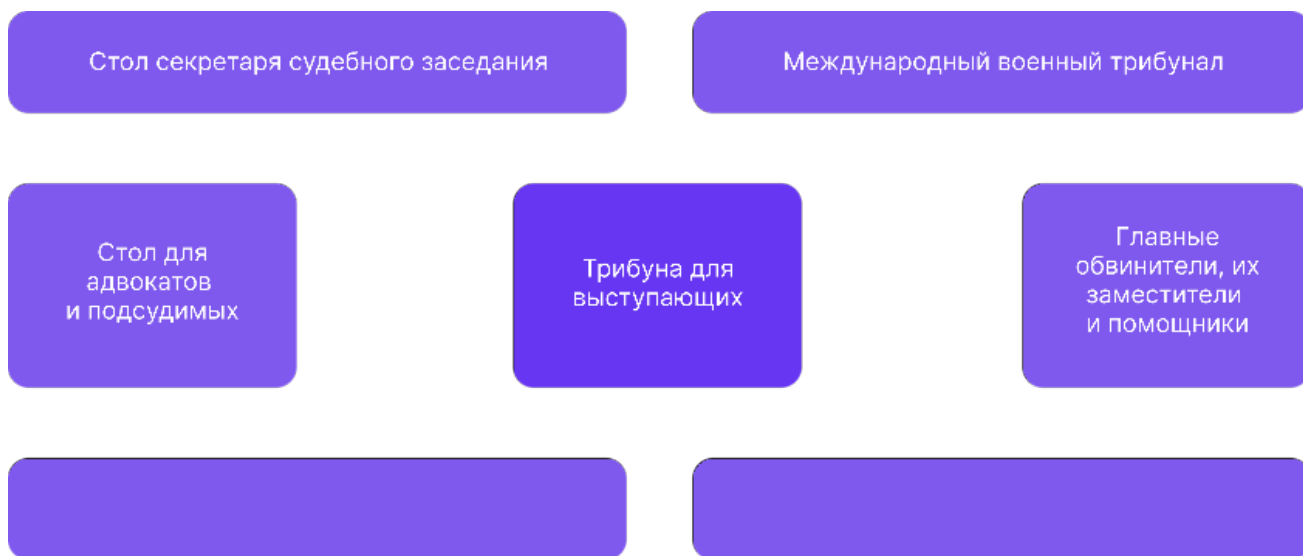 Стол секретаря судебного заседания
Международный военный трибунал
Стол для
адвокатов
и подсудимых
Трибуна для
выступающих
Главные
обвинители, их
заместители
и помощники